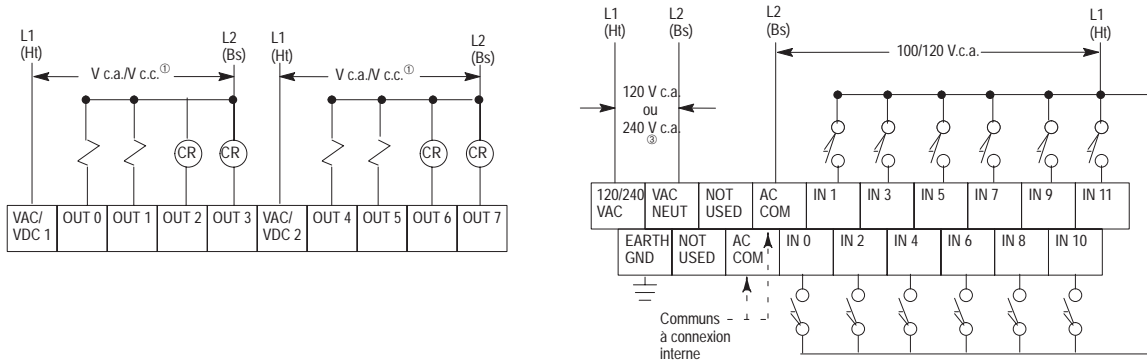 L1
(Ht)
L2
(Bs)
L1
(Ht)
L2
(Bs)
V c.a./V c.c.①
V c.a./V c.c.①
CR
CR
CR
CR
VAC/
VDC 1
OUT 0
OUT 1
OUT 2
OUT 3
VAC/
VDC 2
OUT 4
OUT 5
OUT 6
OUT 7
L1
(Ht)
L2
(Bs)
L2
(Bs)
L1
(Ht)
100/120 V.c.a.
120 V c.a.
ou
240 V c.a.
③
120/240
VAC
VAC
NEUT
NOT
USED
AC
COM
IN 1
IN 3
IN 5
IN 7
IN 9
IN 11
EARTH
GND
NOT
USED
AC
COM
IN 0
IN 2
IN 4
IN 6
IN 8
IN 10
Communs
à connexion
interne